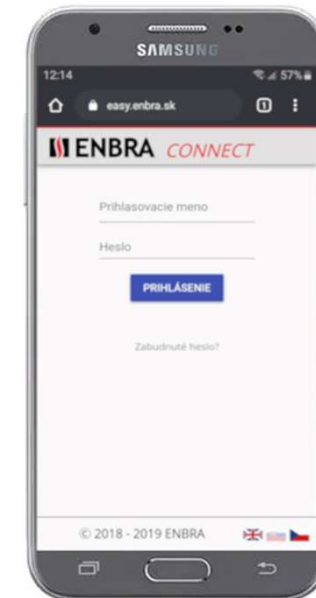 SAMSUNG
12:14 57%
easy.enbra.sk 1
ENBRA CONNECT
Prihlasovacie meno
Heslo
PRIHLÁSENIE
Zabudnuté heslo?
© 2018 - 2019 ENBRA